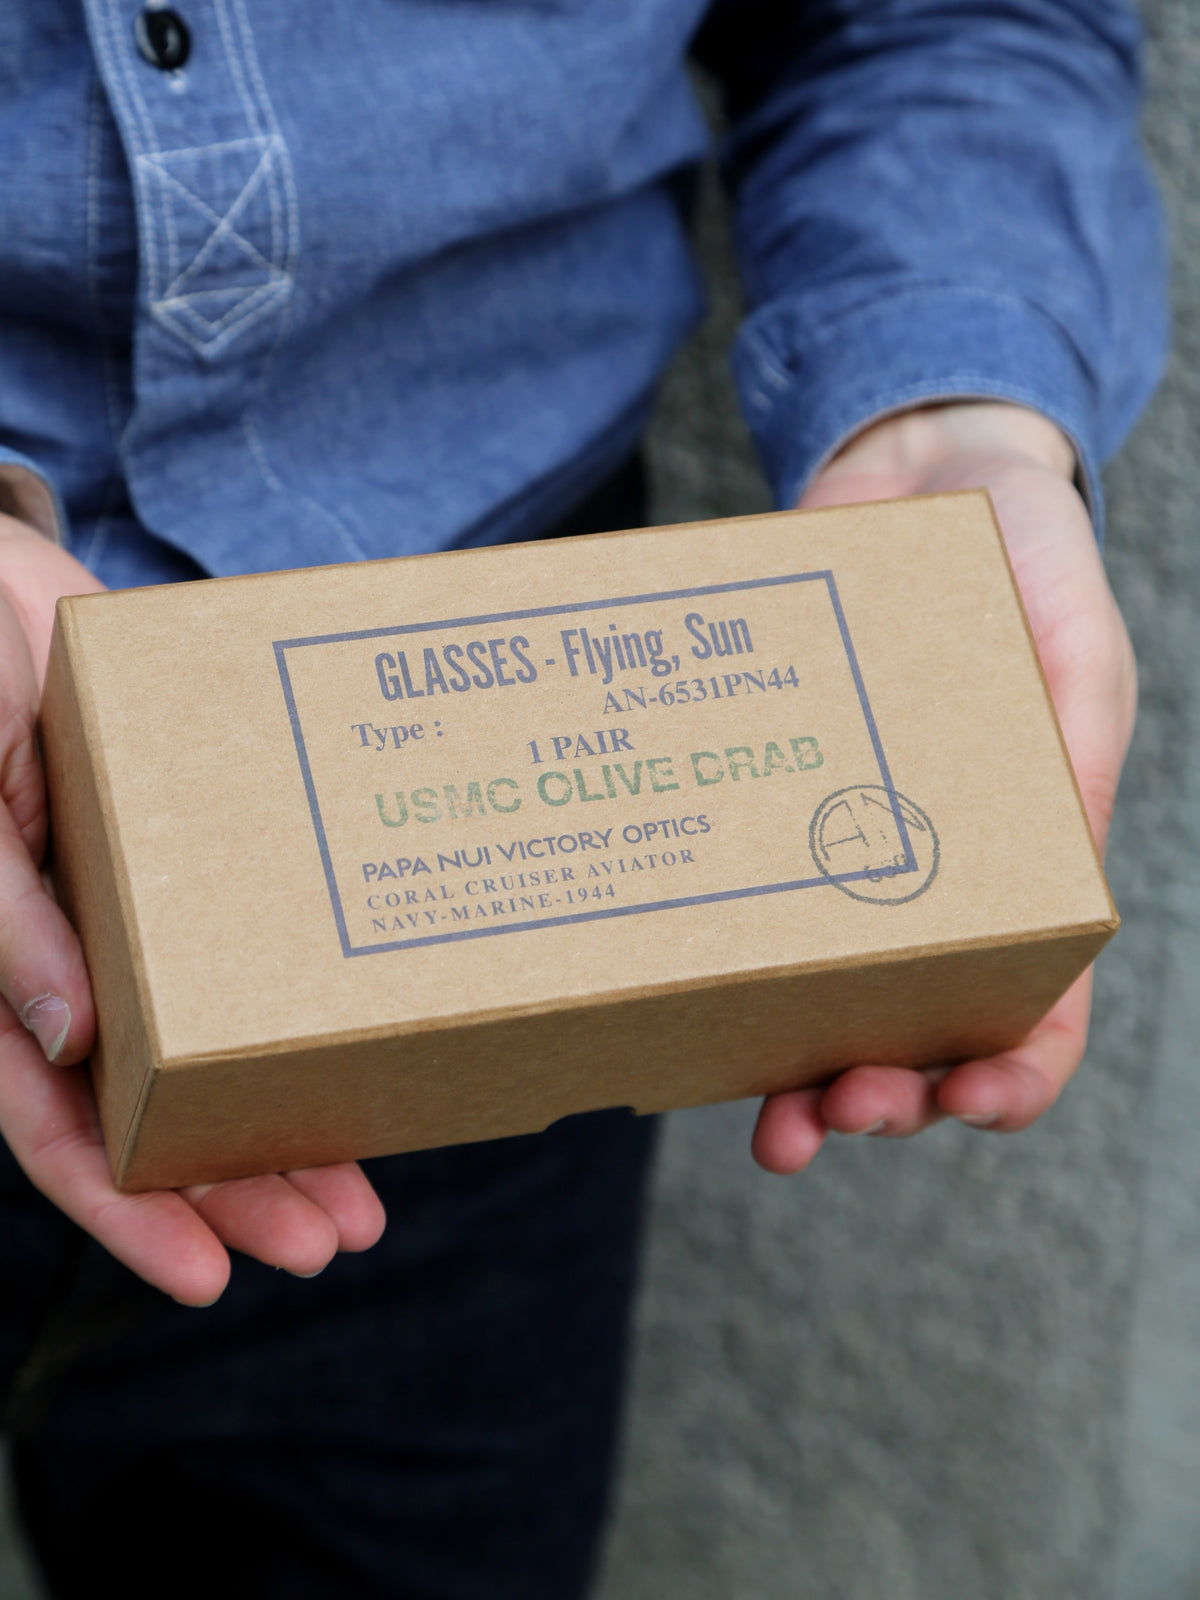 GLASSES - Flying, Sun
AN-6531PN44
Type :
1 PAIR
USMC OLIVE DRAB
PAPA NUI VICTORY OPTICS
CORAL CRUISER AVIATOR
NAVY-MARINE-1944